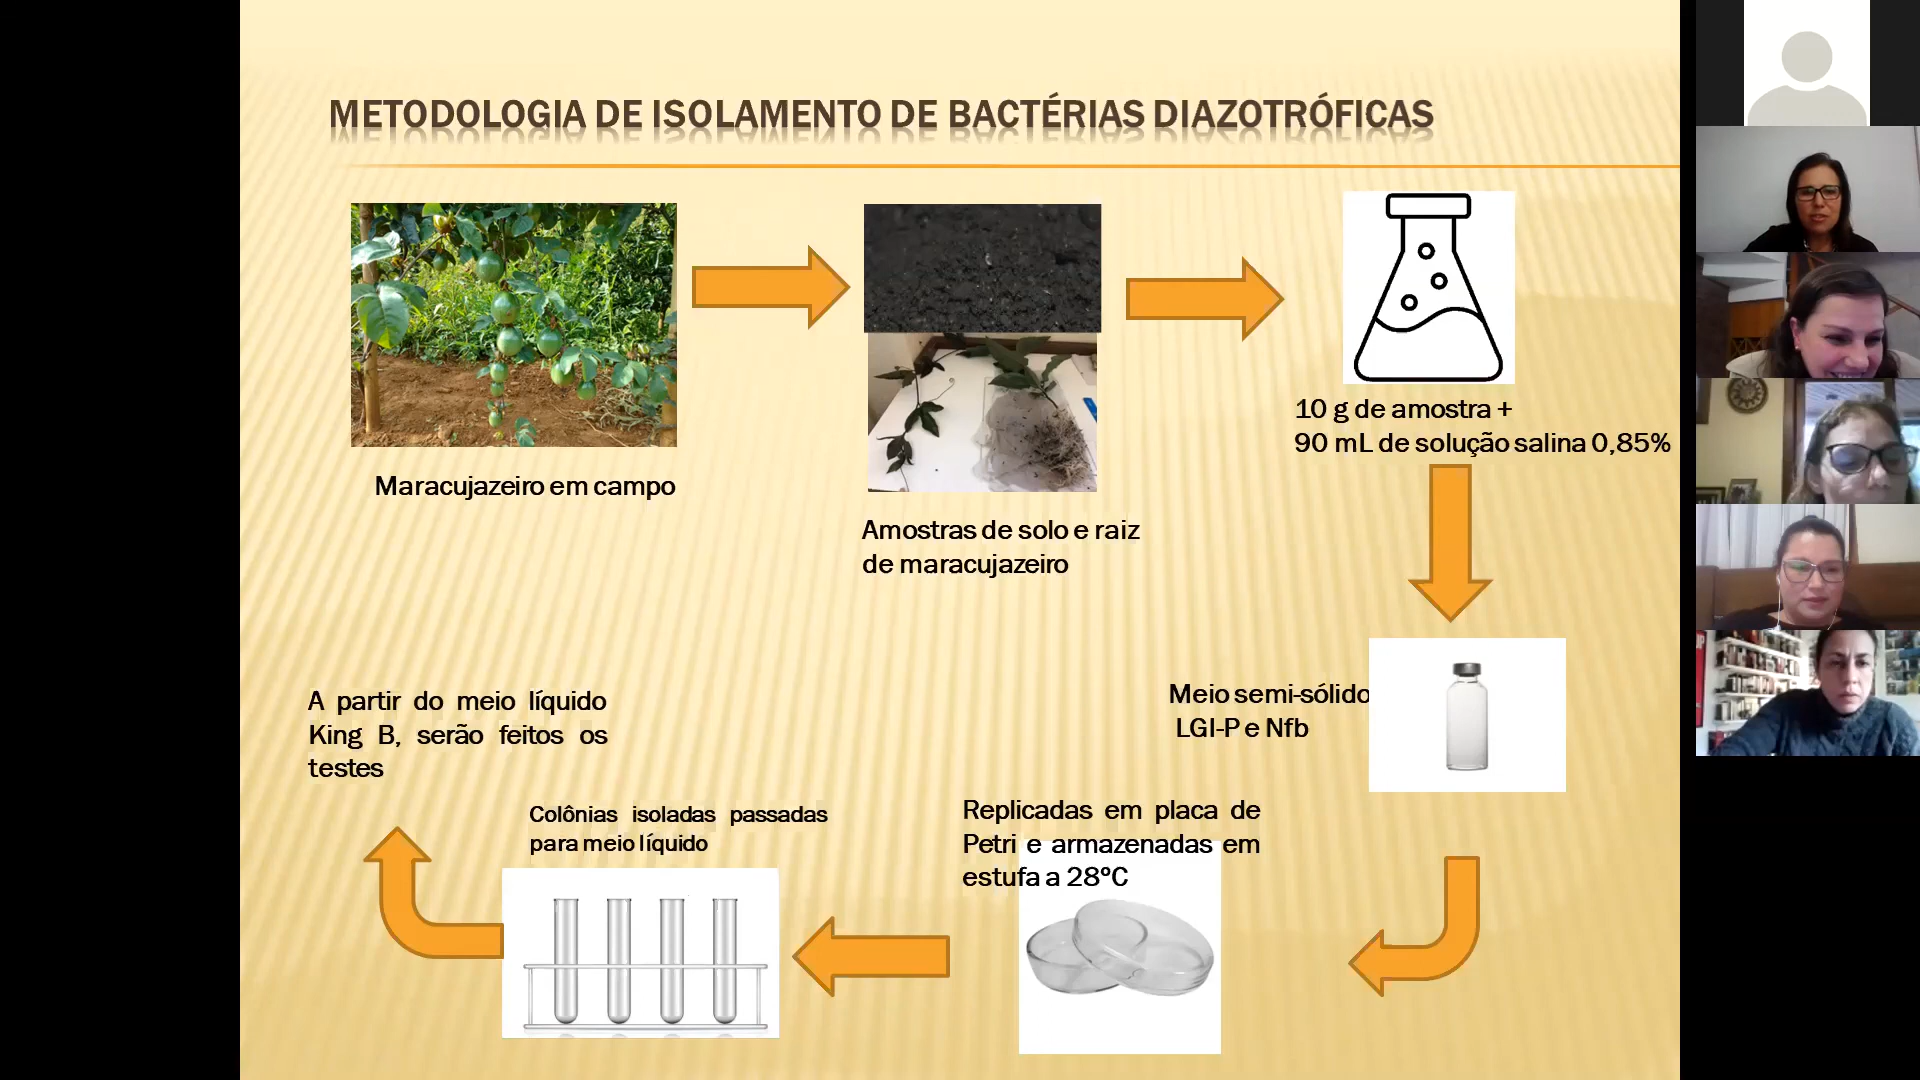 METODOLOGIA DE ISOLAMENTO DE BACTÉRIAS DIAZOTRÓFICAS
Maracujazeiro em campo
Amostras de solo e raiz
de maracujazeiro
10 g de amostra +
90 mL de solução salina 0,85%
Meio semi-sólido
LGI-P e Nfb
Replicadas em placa de
Petri e armazenadas em
estufa a 28ºC
Colônias isoladas passadas
para meio líquido
A partir do meio líquido
King B, serão feitos os
testes